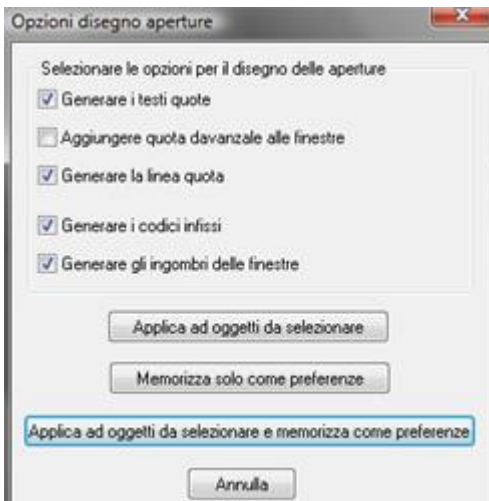 Opzioni disegno aperture
Selezionare le opzioni per il disegno delle aperture
Generare i testi quote
Aggiungere quota davanzale alle finestre
Generare la linea quota
Generare i codici infissi
Generare gli ingombri delle finestre
Applica ad oggetti da selezionare
Memorizza solo come preferenze
Applica ad oggetti da selezionare e memorizza come preferenze
Annulla